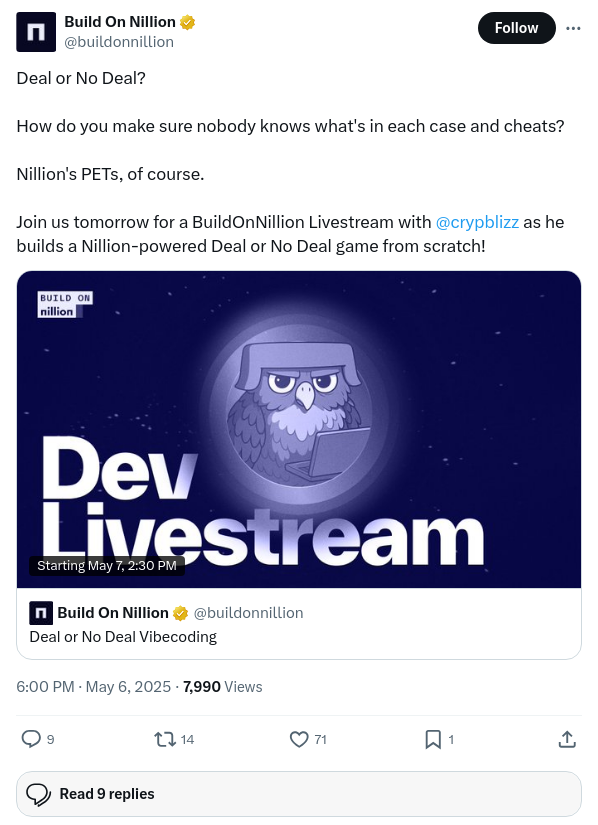 Build On Nillion
@buildonnillion
Follow
Deal or No Deal?
How do you make sure nobody knows what's in each case and cheats?
Nillion's PETs, of course.
Join us tomorrow for a BuildOnNillion Livestream with @crypblizz as he
builds a Nillion-powered Deal or No Deal game from scratch!
BUILD ON
nillion
Dev
Livestream
Starting May 7, 2:30 PM
Build On Nillion @buildonnillion
Deal or No Deal Vibecoding
6:00 PM · May 6, 2025 · 7,990 Views
9 14 71 1
Read 9 replies